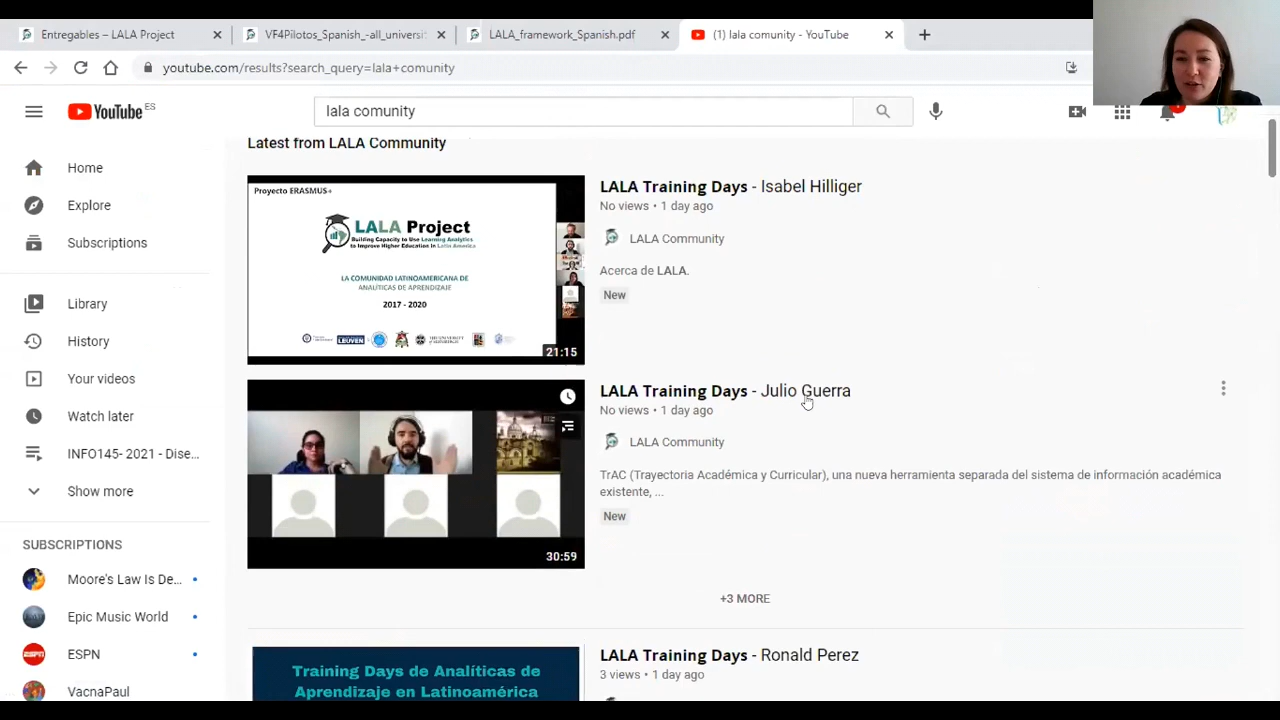 Entregables – LALA Project
VF4Pilotos_Spanish_-all_universi
LALA_framework_Spanish.pdf
(1) lala comunity - YouTube
youtube.com/results?search_query=lala+comunity
YouTube ES
lala comunity
Home
Explore
Subscriptions
Library
History
Your videos
Watch later
INFO145- 2021 - Dise...
Show more
SUBSCRIPTIONS
Moore's Law Is De...
Epic Music World
ESPN
VacnaPaul
Latest from LALA Community
Proyecto ERASMUS+
LALA Project
Building Capacity to Use Learning Analytics
to Improve Higher Education in Latin America
LA COMUNIDAD LATINOAMERICANA DE
ANALÍTICAS DE APRENDIZAJE
2017 - 2020
LEUVEN
21:15
LALA Training Days - Isabel Hilliger
No views • 1 day ago
LALA Community
Acerca de LALA.
New
30:59
LALA Training Days - Julio Guerra
No views • 1 day ago
LALA Community
TrAC (Trayectoria Académica y Curricular), una nueva herramienta separada del sistema de información académica
existente, ...
New
+3 MORE
Training Days de Analíticas de
Aprendizaje en Latinoamérica
LALA Training Days - Ronald Perez
3 views • 1 day ago